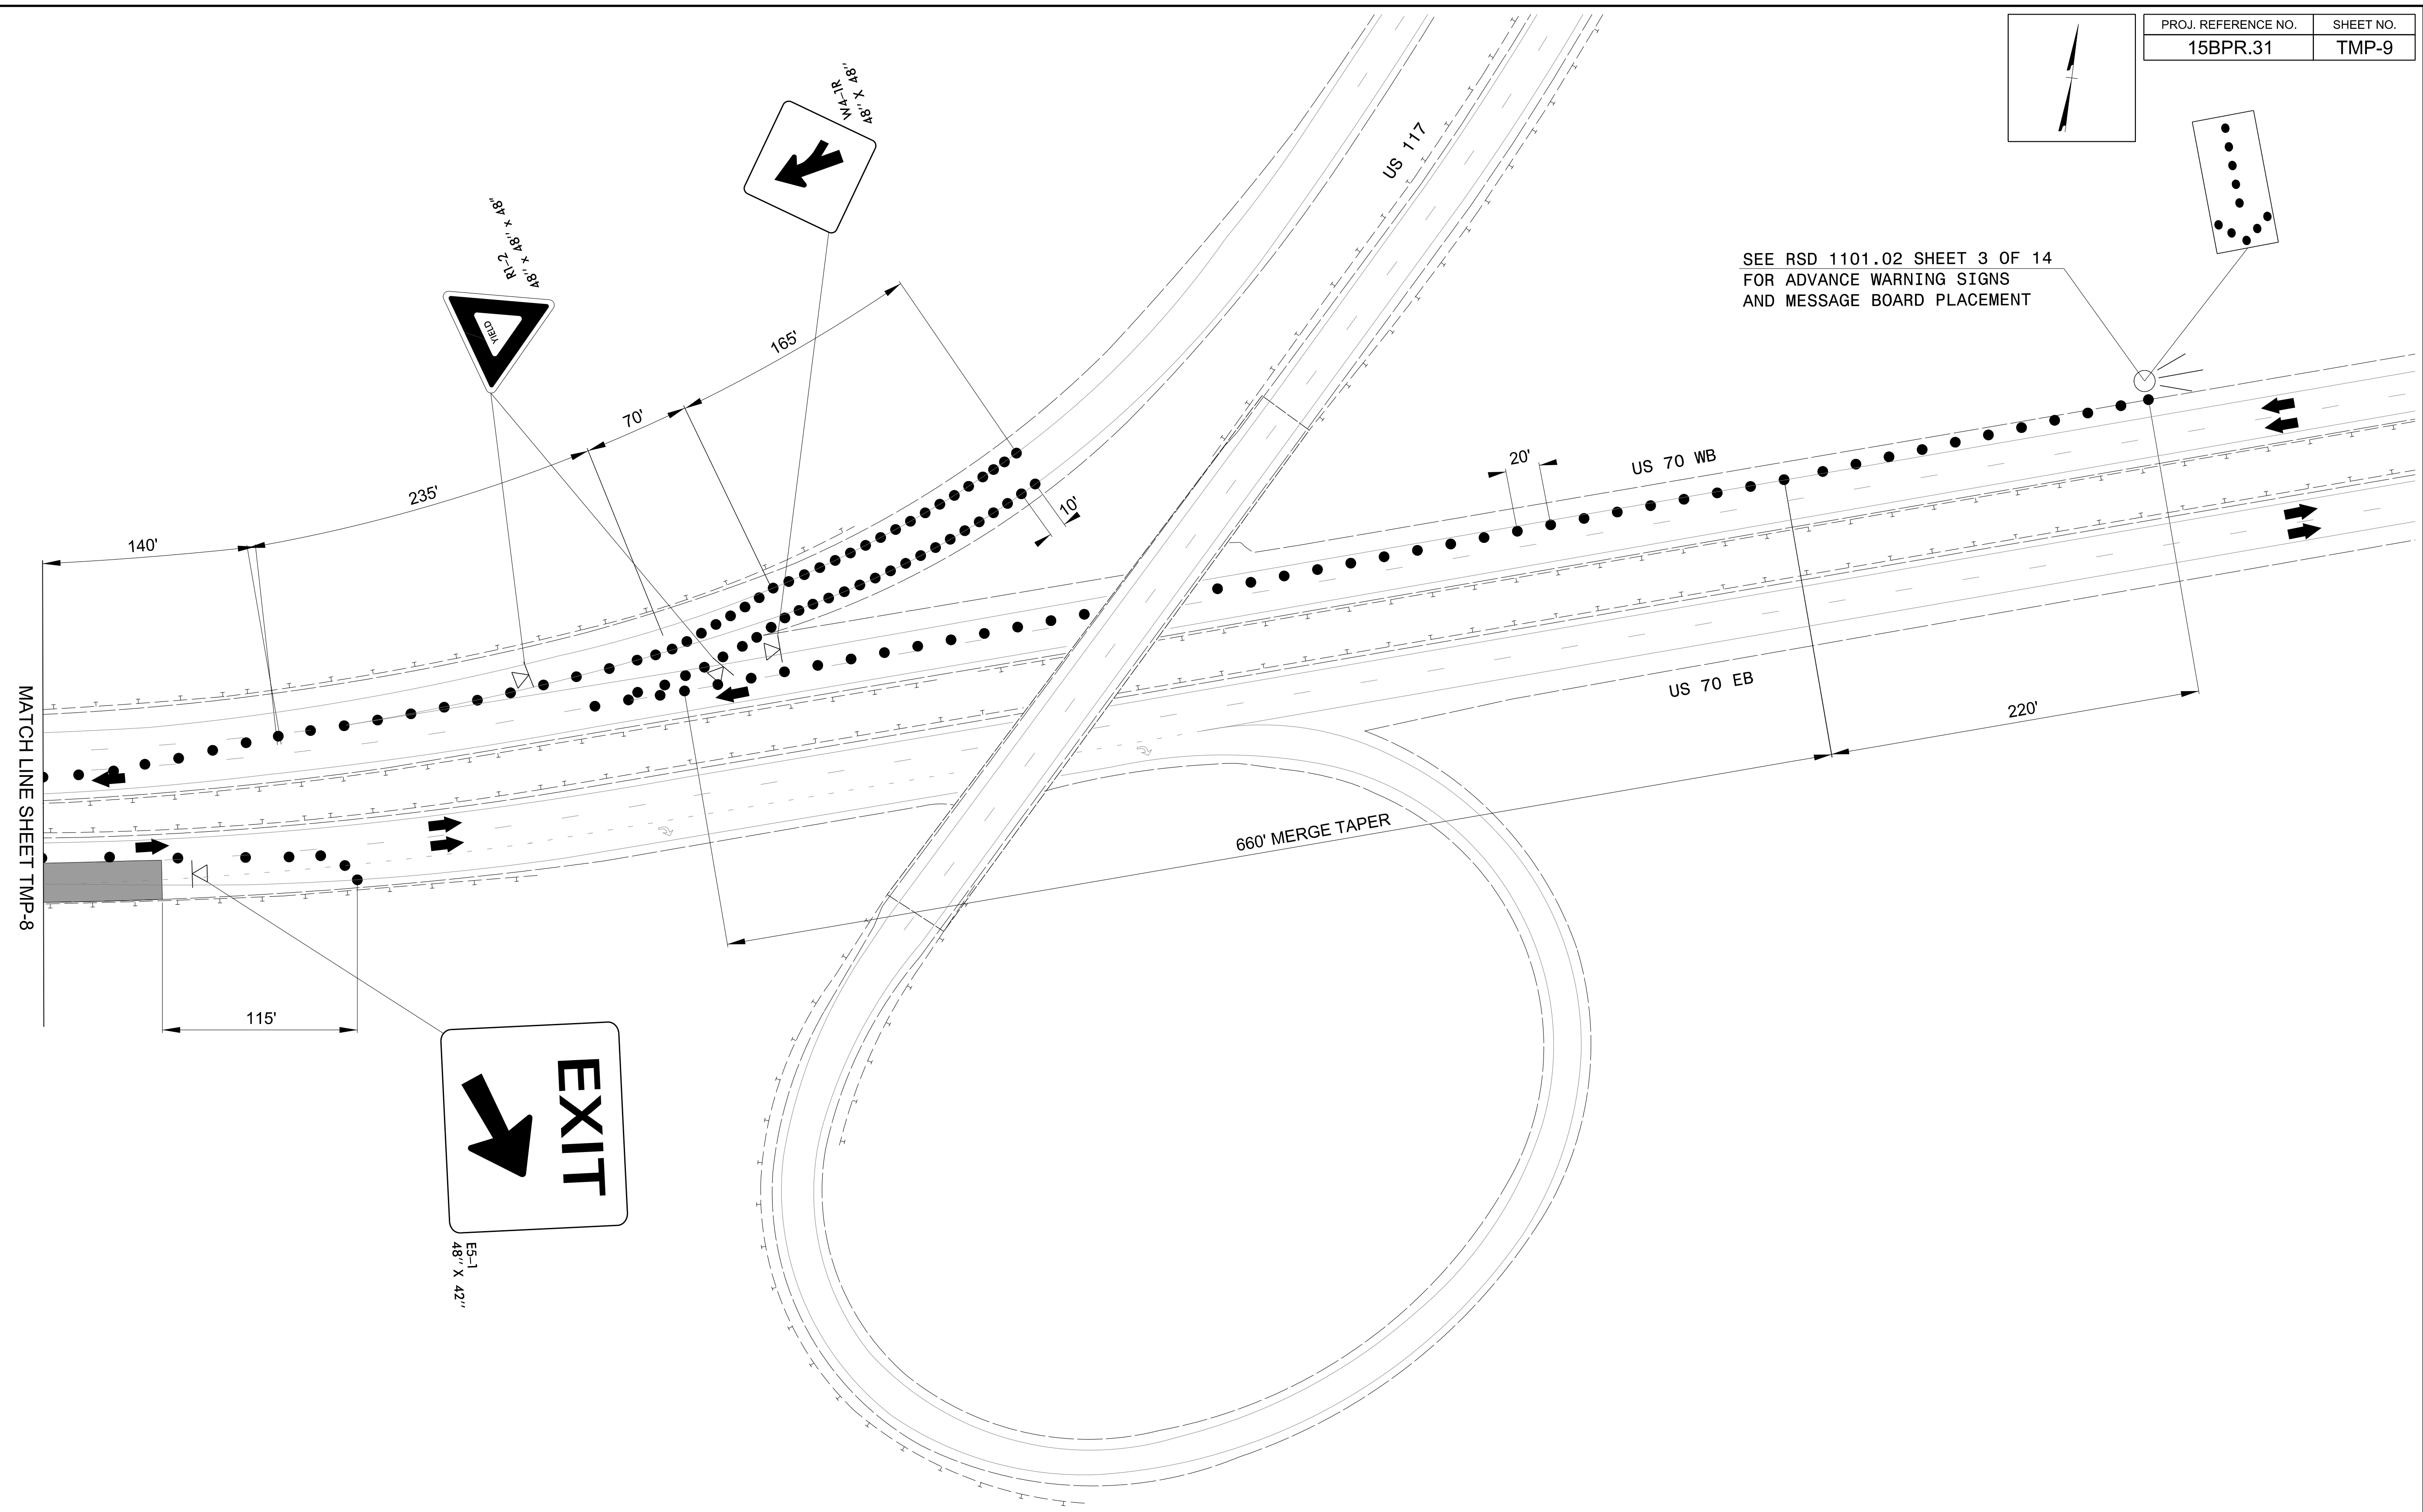 PROJ. REFERENCE NO.
SHEET NO.
15BPR.31
TMP-9
W4-1R
48" X 48"
R1-2
48" x 48" x 48"
YIELD
US 117
SEE RSD 1101.02 SHEET 3 OF 14
FOR ADVANCE WARNING SIGNS
AND MESSAGE BOARD PLACEMENT
165'
70'
235'
140'
10'
20'
US 70 WB
US 70 EB
220'
660' MERGE TAPER
MATCH LINE SHEET TMP-8
115'
EXIT
E5-1
48" X 42"